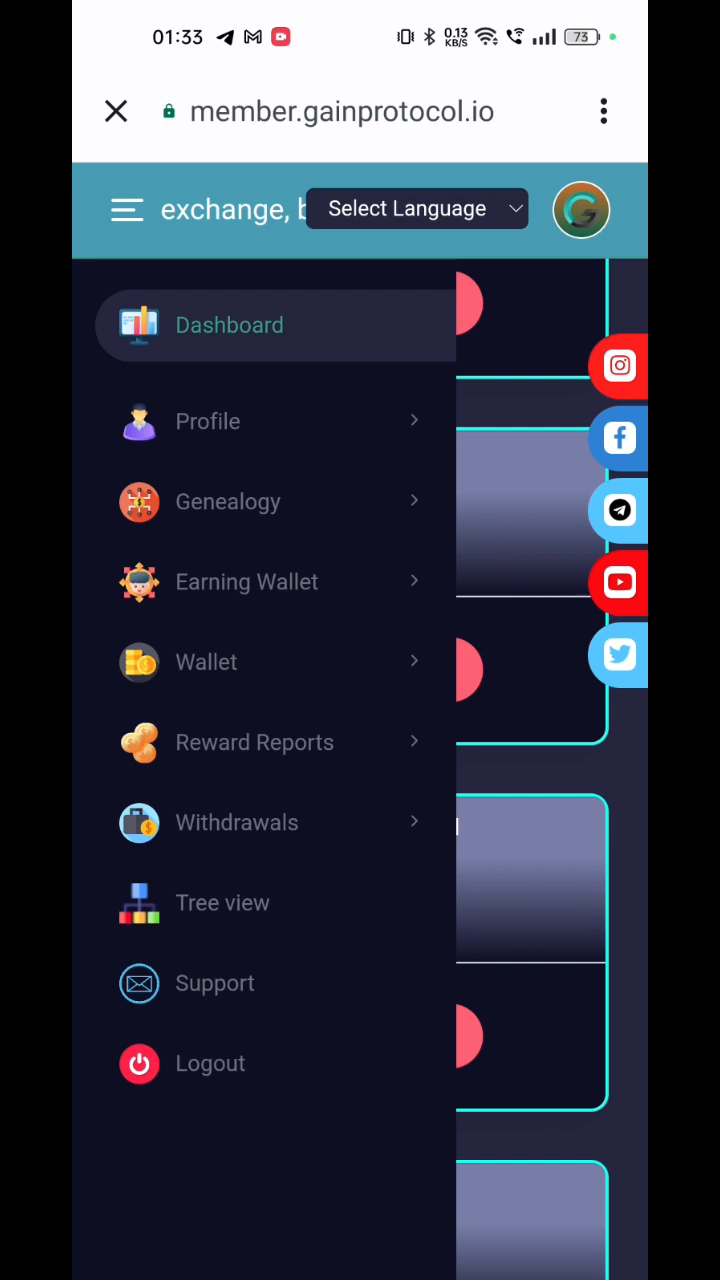 01:33
0.13
KB/S
73
member.gainprotocol.io
exchange, b
Select Language
Dashboard
Profile
Genealogy
Earning Wallet
Wallet
Reward Reports
Withdrawals
Tree view
Support
Logout